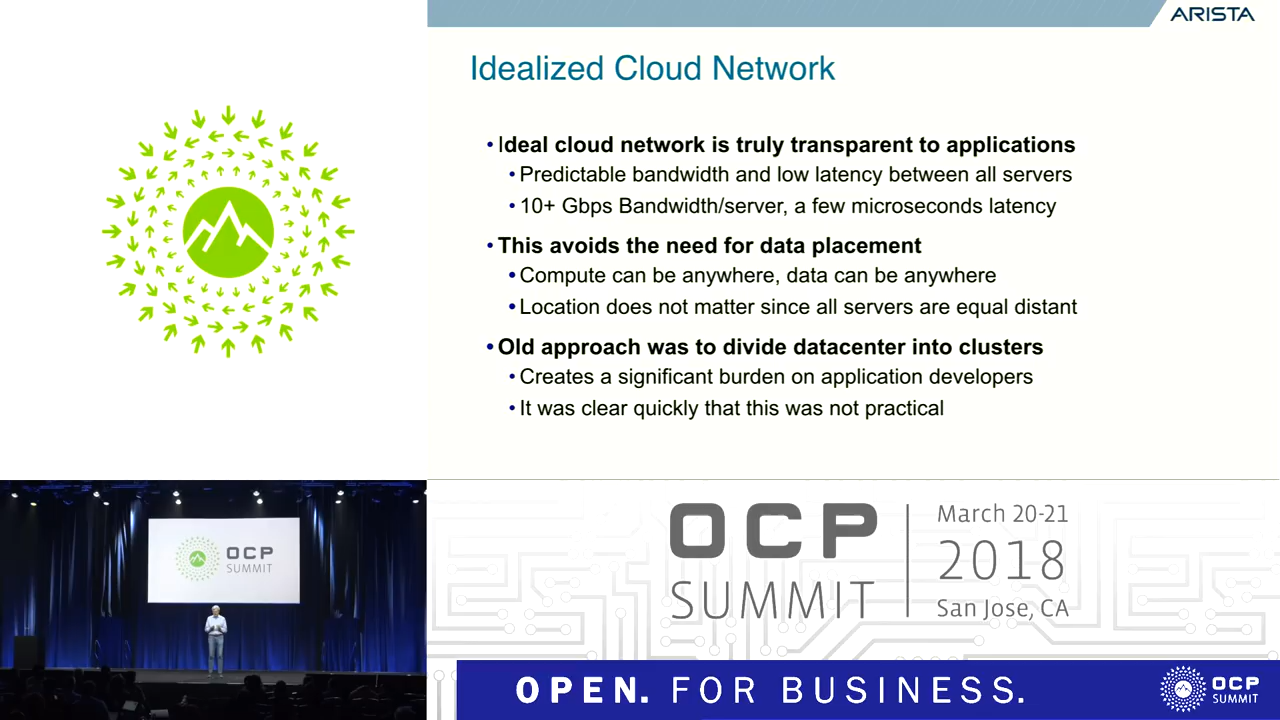 ARISTA
Idealized Cloud Network
• Ideal cloud network is truly transparent to applications
• Predictable bandwidth and low latency between all servers
• 10+ Gbps Bandwidth/server, a few microseconds latency
• This avoids the need for data placement
• Compute can be anywhere, data can be anywhere
• Location does not matter since all servers are equal distant
• Old approach was to divide datacenter into clusters
• Creates a significant burden on application developers
• It was clear quickly that this was not practical
OCP
SUMMIT
OCP
SUMMIT
March 20-21
2018
San Jose, CA
OPEN. FOR BUSINESS.
OCP
SUMMIT